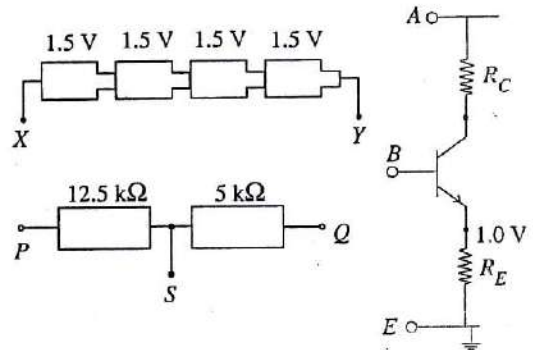 1.5 V 1.5 V 1.5 V 1.5 V
X Y
12.5 kΩ 5 kΩ
P Q
S
A
R_C
B
1.0 V
R_E
E